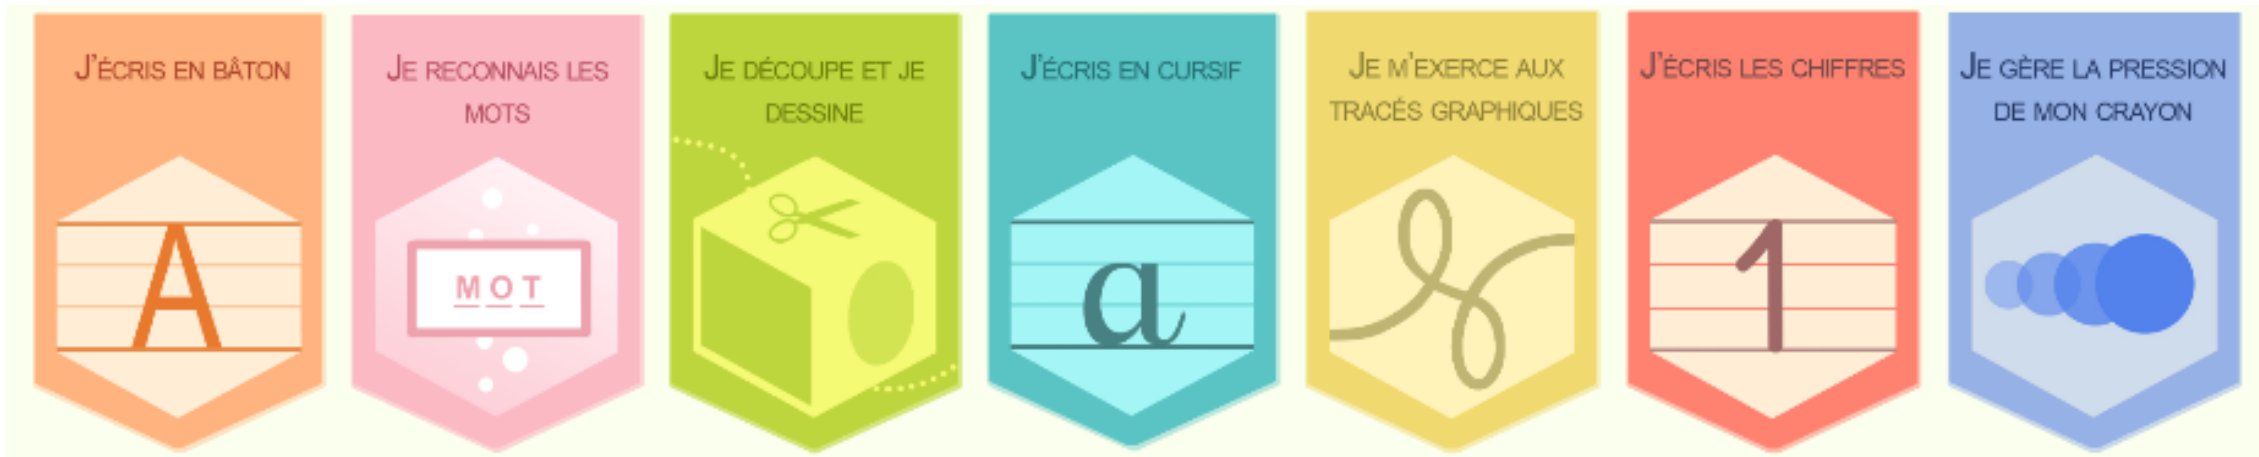 J'ÉCRIS EN BÂTON
JE RECONNAIS LES
MOTS
MOT
JE DÉCOUPE ET JE
DESSINE
J'ÉCRIS EN CURSIF
JE M'EXERCE AUX
TRACÉS GRAPHIQUES
J'ÉCRIS LES CHIFFRES
JE GÈRE LA PRESSION
DE MON CRAYON
A
a
1